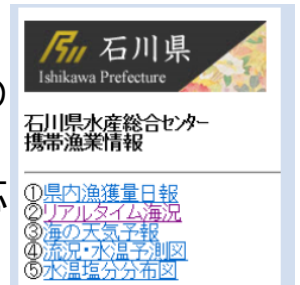 石川県
Ishikawa Prefecture
石川県水産総合センター
携帯漁業情報
①県内漁獲量日報
②リアルタイム海況
③海の天気予報
④流況・水温予測図
⑤水温塩分分布図